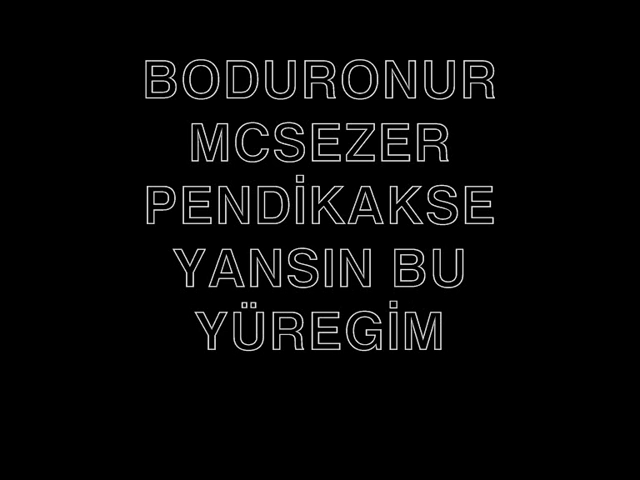 BODURONUR
MCSEZER
PENDİKAKSE
YANSIN BU
YÜREGİM